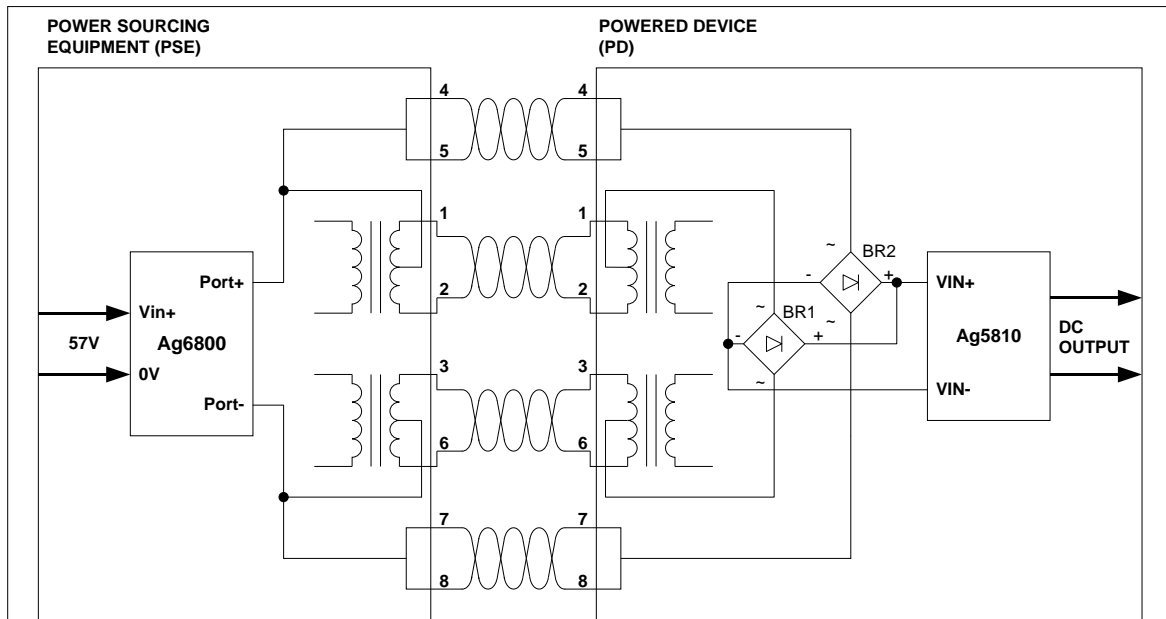 POWER SOURCING
EQUIPMENT (PSE)
POWERED DEVICE
(PD)
4
4
5
5
1
1
2
2
3
3
6
6
7
7
8
8
Port+
Vin+
57V
Ag6800
0V
Port-
~
BR2
-
+
~
BR1
~
-
+
~
VIN+
Ag5810
VIN-
DC
OUTPUT